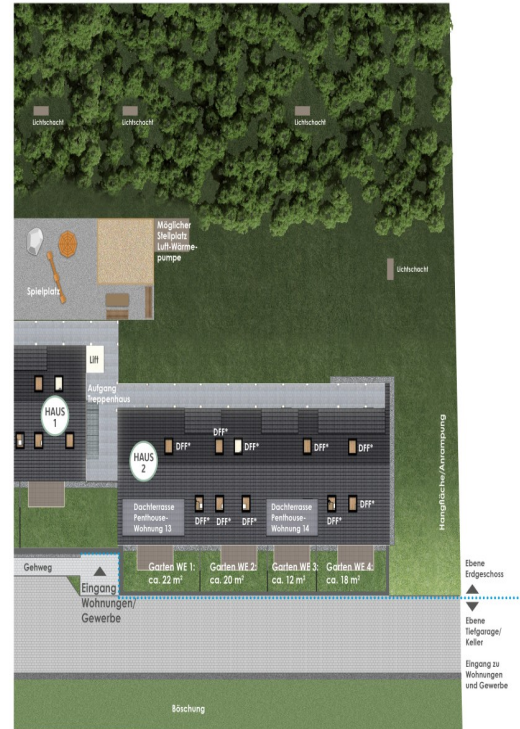 Lichtschacht
Lichtschacht
Lichtschacht
Möglicher
Stellplatz
Luft-Wärme-
pumpe
Lichtschacht
Spielplatz
Lift
Aufgang
Treppenhaus
HAUS
1
HAUS
2
DFF*
DFF*
DFF*
DFF*
DFF*
DFF*
DFF*
DFF*
DFF*
Dachterrasse
Penthouse-
Wohnung 13
Dachterrasse
Penthouse-
Wohnung 14
Hangfläche/Anrampung
Garten WE 1:
ca. 22 m²
Garten WE 2:
ca. 20 m²
Garten WE 3:
ca. 12 m²
Garten WE 4:
ca. 18 m²
Gehweg
Eingang
Wohnungen/
Gewerbe
Ebene
Erdgeschoss
Ebene
Tiefgarage/
Keller
Eingang zu
Wohnungen
und Gewerbe
Böschung